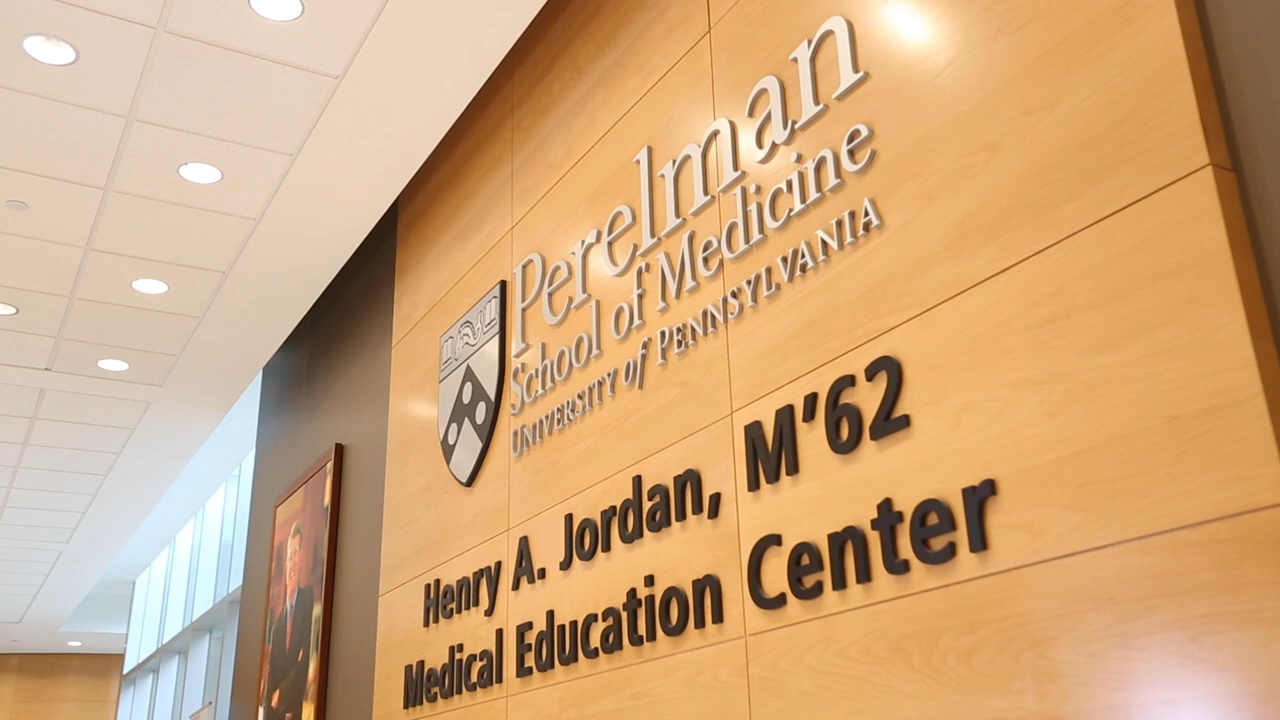 Perelman
School of Medicine
UNIVERSITY of PENNSYLVANIA
Henry A. Jordan, M’62
Medical Education Center